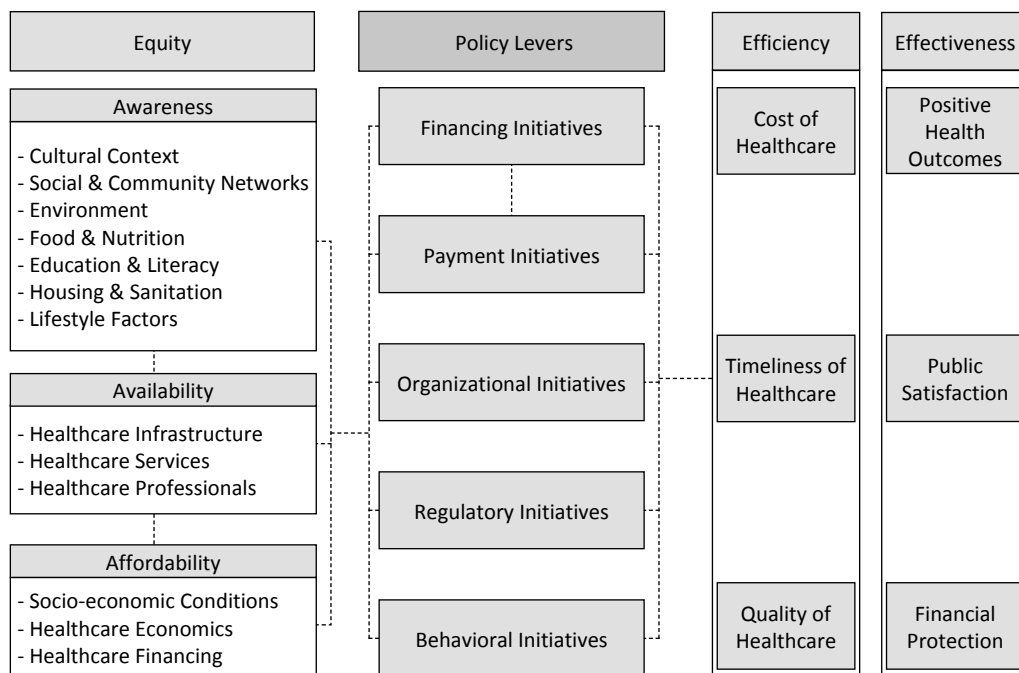 Equity
Policy Levers
Efficiency
Effectiveness
Awareness
- Cultural Context
- Social & Community Networks
- Environment
- Food & Nutrition
- Education & Literacy
- Housing & Sanitation
- Lifestyle Factors
Availability
- Healthcare Infrastructure
- Healthcare Services
- Healthcare Professionals
Affordability
- Socio-economic Conditions
- Healthcare Economics
- Healthcare Financing
Financing Initiatives
Payment Initiatives
Organizational Initiatives
Regulatory Initiatives
Behavioral Initiatives
Cost of
Healthcare
Timeliness of
Healthcare
Quality of
Healthcare
Positive
Health
Outcomes
Public
Satisfaction
Financial
Protection